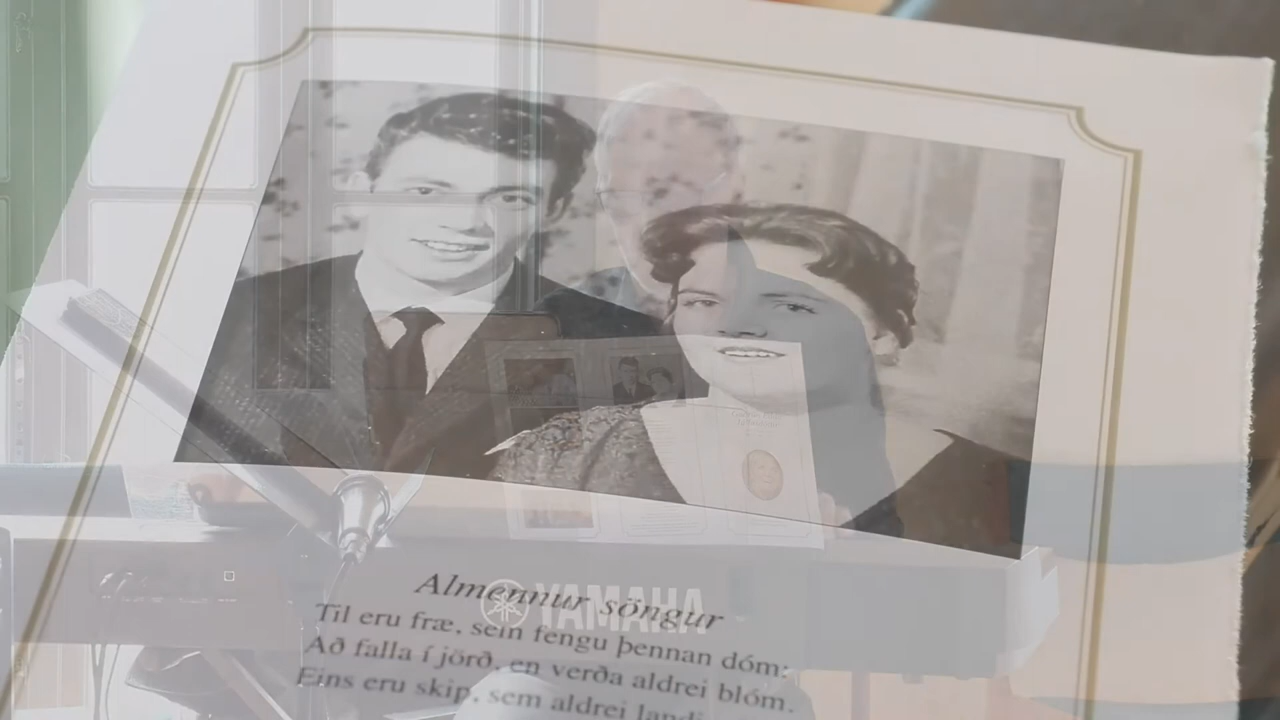 Almennur söngur
YAMAHA
Til eru fræ, sem fengu þennan dóm:
Að falla í jörð, en verða aldrei blóm.
Eins eru skip, sem aldrei